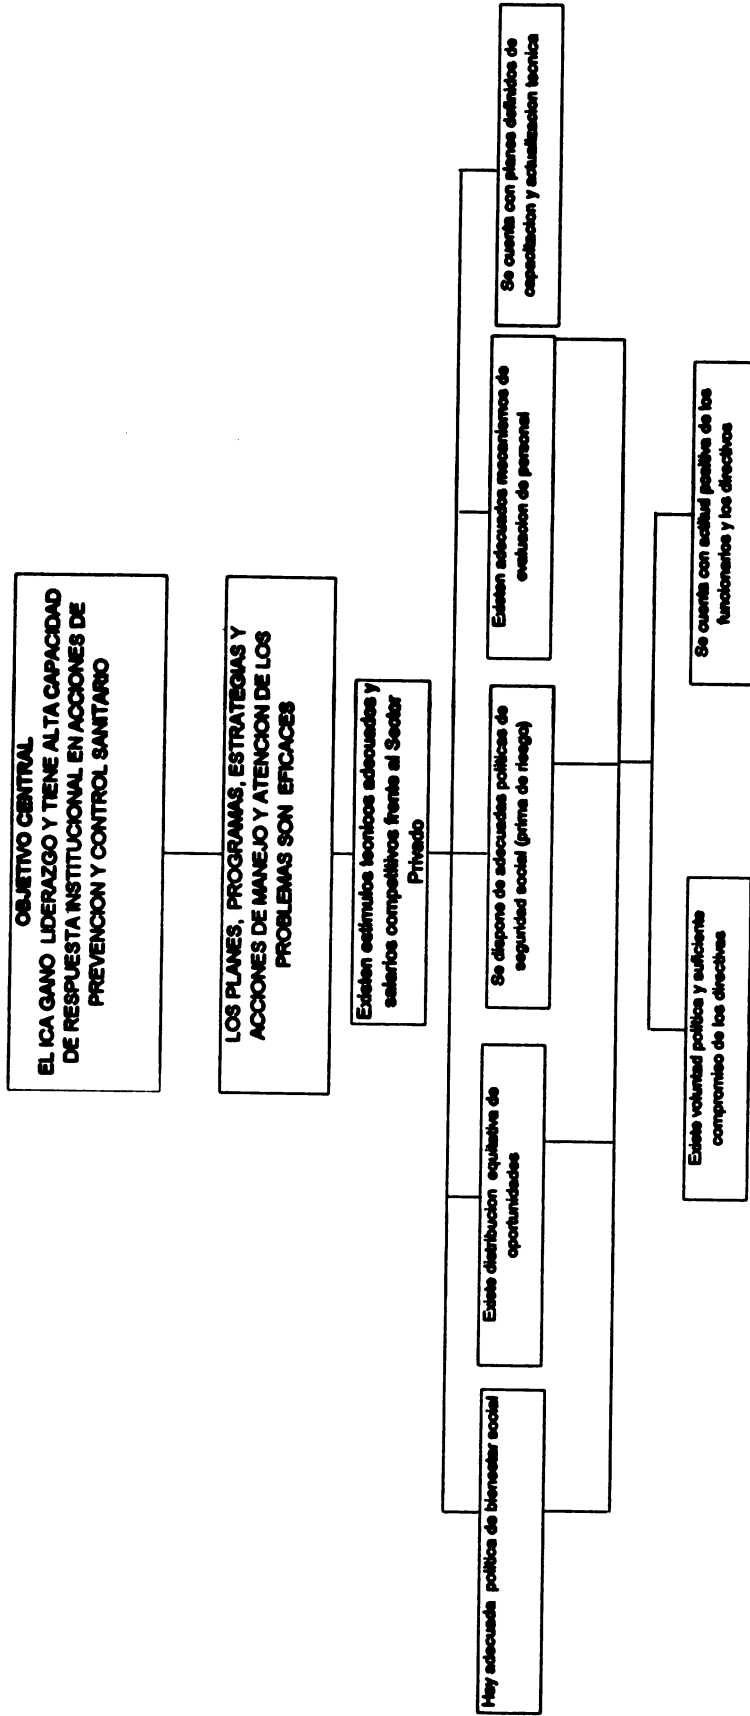 OBJETIVO CENTRAL
EL ICA GANO LIDERAZGO Y TIENE ALTA CAPACIDAD
DE RESPUESTA INSTITUCIONAL EN ACCIONES DE
PREVENCION Y CONTROL SANITARIO
LOS PLANES, PROGRAMAS, ESTRATEGIAS Y
ACCIONES DE MANEJO Y ATENCION DE LOS
PROBLEMAS SON EFICACES
Existen estimulos tecnicos adecuados y
salarios competitivos frente al Sector
Privado
Hay adecuada politica de bienestar social
Existe distribucion equitativa de
oportunidades
Se dispone de adecuadas politicas de
seguridad social (prima de riesgo)
Existen adecuados mecanismos de
evaluacion de personal
Se cuenta con planes definidos de
capacitacion y actualizacion tecnica
Existe voluntad politica y suficiente
compromiso de los directivas
Se cuenta con actitud positiva de los
funcionarios y los directivos